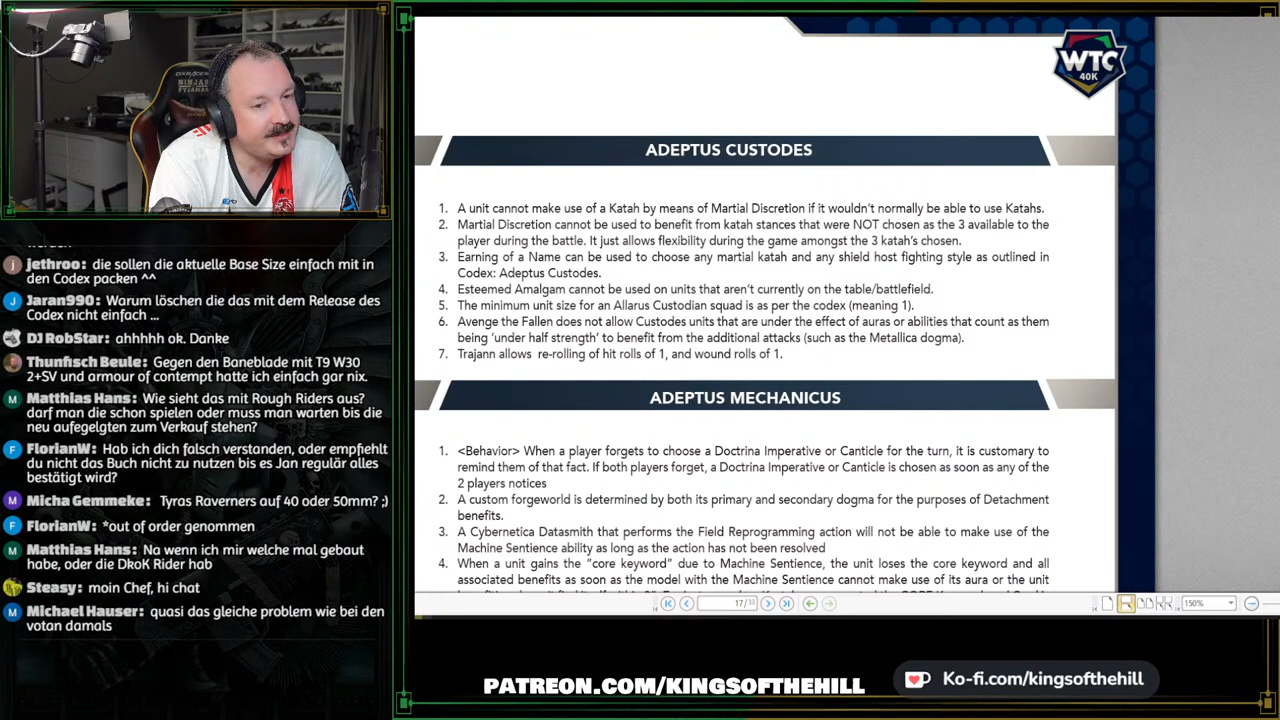 WTC
40K
ADEPTUS CUSTODES
1. A unit cannot make use of a Katah by means of Martial Discretion if it wouldn't normally be able to use Katahs.
2. Martial Discretion cannot be used to benefit from katah stances that were NOT chosen as the 3 available to the
player during the battle. It just allows flexibility during the game amongst the 3 katah's chosen.
3. Earning of a Name can be used to choose any martial katah and any shield host fighting style as outlined in
Codex: Adeptus Custodes.
4. Esteemed Amalgam cannot be used on units that aren't currently on the table/battlefield.
5. The minimum unit size for an Allarus Custodian squad is as per the codex (meaning 1).
6. Avenge the Fallen does not allow Custodes units that are under the effect of auras or abilities that count as them
being 'under half strength' to benefit from the additional attacks (such as the Metallica dogma).
7. Trajann allows re-rolling of hit rolls of 1, and wound rolls of 1.
ADEPTUS MECHANICUS
1. <Behavior> When a player forgets to choose a Doctrina Imperative or Canticle for the turn, it is customary to
remind them of that fact. If both players forget, a Doctrina Imperative or Canticle is chosen as soon as any of the
2 players notices
2. A custom forgeworld is determined by both its primary and secondary dogma for the purposes of Detachment
benefits.
3. A Cybernetica Datasmith that performs the Field Reprogramming action will not be able to make use of the
Machine Sentience ability as long as the action has not been resolved
4. When a unit gains the "core keyword" due to Machine Sentience, the unit loses the core keyword and all
associated benefits as soon as the model with the Machine Sentience cannot make use of its aura or the unit
17/33
150%
j jethroo: die sollen die aktuelle Base Size einfach mit in
den Codex packen ^^
J Jaran990: Warum löschen die das mit dem Release des
Codex nicht einfach ...
DJ RobStar: ahhhhh ok. Danke
Thunfisch Beule: Gegen den Baneblade mit T9 W30
2+SV und armour of contempt hatte ich einfach gar nix.
M Matthias Hans: Wie sieht das mit Rough Riders aus?
darf man die schon spielen oder muss man warten bis die
neu aufgelegten zum Verkauf stehen?
F FlorianW: Hab ich dich falsch verstanden, oder empfiehlt
du nicht das Buch nicht zu nutzen bis es Jan regulär alles
bestätigt wird?
M Micha Gemmeke: Tyras Raverners auf 40 oder 50mm? ;)
F FlorianW: *out of order genommen
M Matthias Hans: Na wenn ich mir welche mal gebaut
habe, oder die DkoK Rider hab
Steasy: moin Chef, hi chat
M Michael Hauser: quasi das gleiche problem wie bei den
votan damals
PATREON.COM/KINGSOFTHEHILL
Ko-fi.com/kingsofthehill